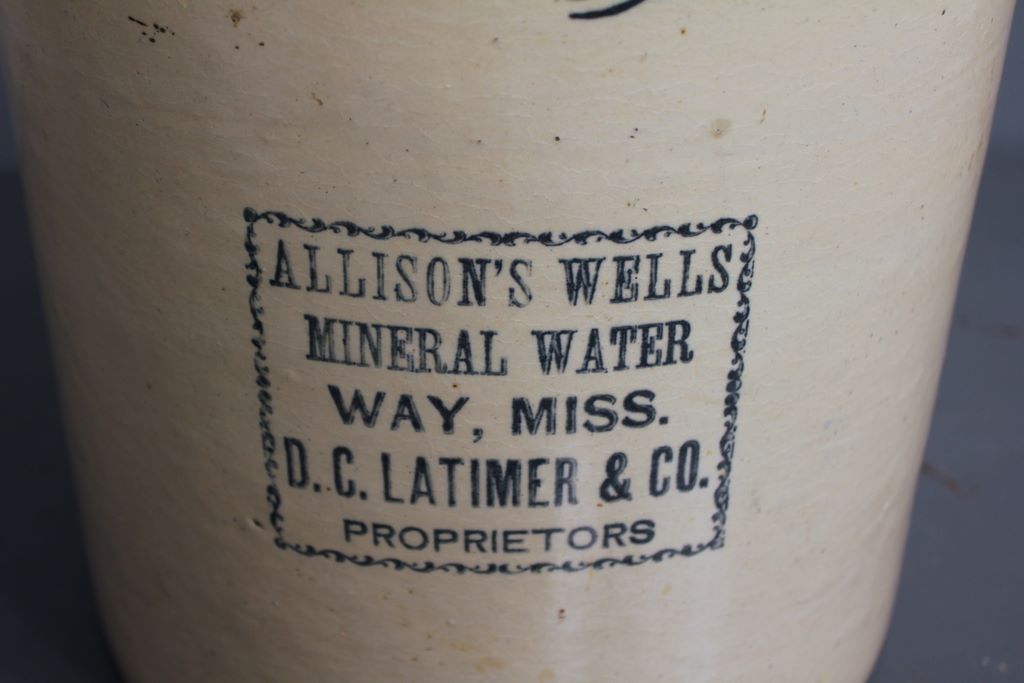 ALLISON'S WELLS
MINERAL WATER
WAY, MISS.
D.C. LATIMER & CO.
PROPRIETORS